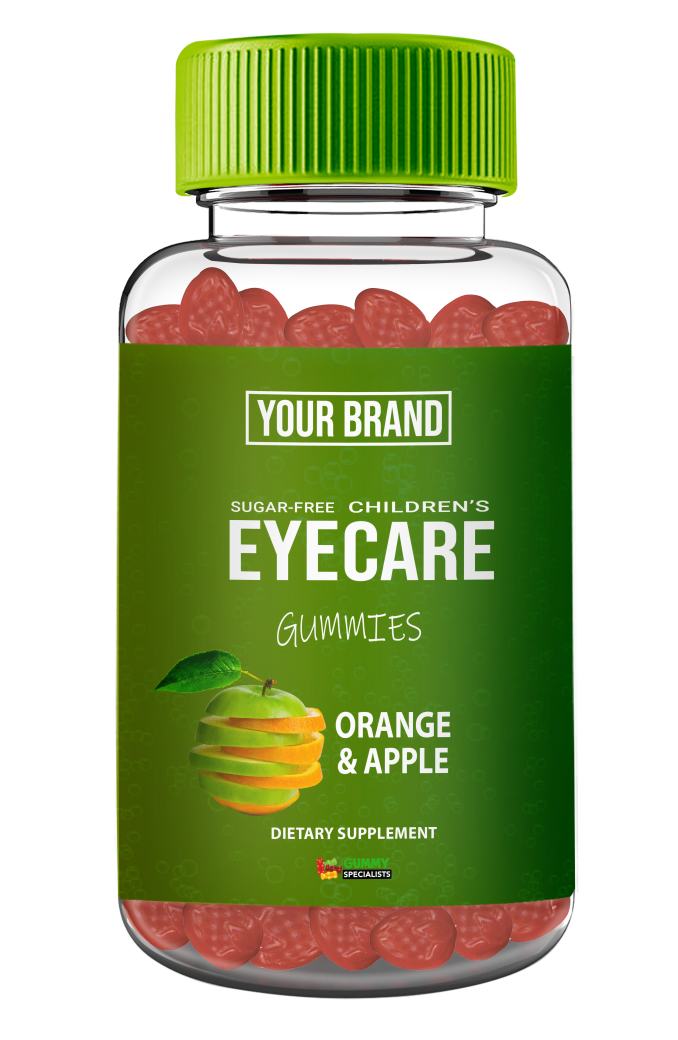 YOUR BRAND
SUGAR-FREE CHILDREN'S
EYECARE
GUMMIES
ORANGE
& APPLE
DIETARY SUPPLEMENT
GUMMY
SPECIALISTS